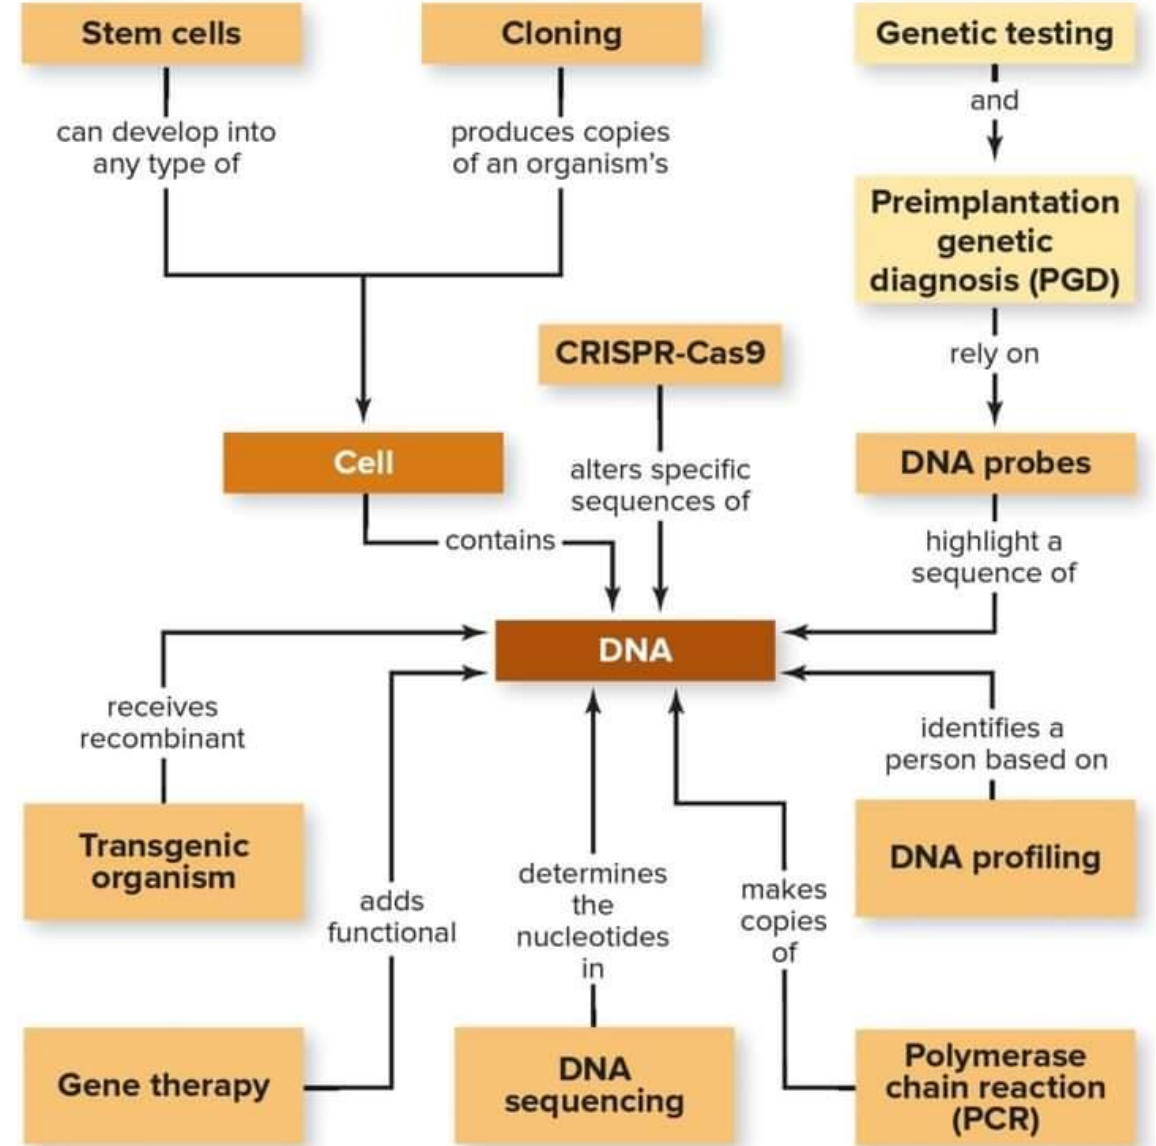 Stem cells
Cloning
Genetic testing
can develop into
any type of
produces copies
of an organism's
and
Preimplantation
genetic
diagnosis (PGD)
rely on
CRISPR-Cas9
Cell
alters specific
sequences of
DNA probes
contains
highlight a
sequence of
DNA
receives
recombinant
identifies a
person based on
Transgenic
organism
DNA profiling
adds
functional
determines
the
nucleotides
in
makes
copies
of
Gene therapy
DNA
sequencing
Polymerase
chain reaction
(PCR)